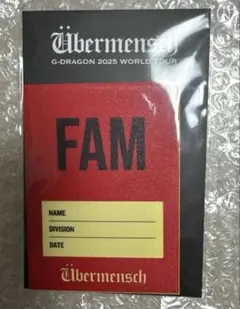 Übermensch
G-DRAGON 2025 WORLD TOUR
FAM
NAME
DIVISION
DATE
Übermensch